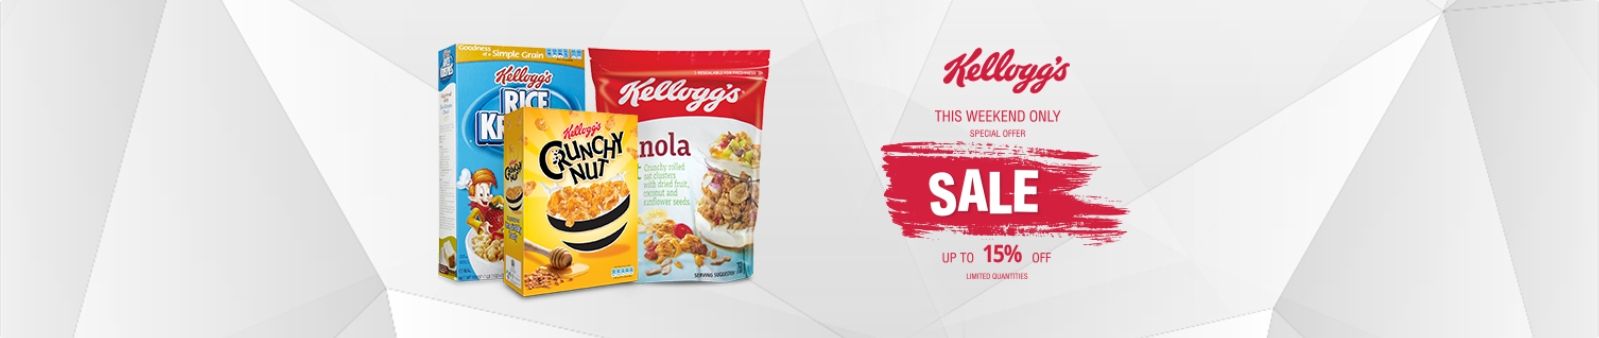 Goodness
of a Simple Grain
Kellogg's
RICE
KR
Kellogg's
CRUNCHY
NUT
Kellogg's
nola
Crunchy rolled
oat clusters
with dried fruit,
coconut and
sunflower seeds
SERVING SUGGESTION
Kellogg's
THIS WEEKEND ONLY
SPECIAL OFFER
SALE
UP TO 15% OFF
LIMITED QUANTITIES